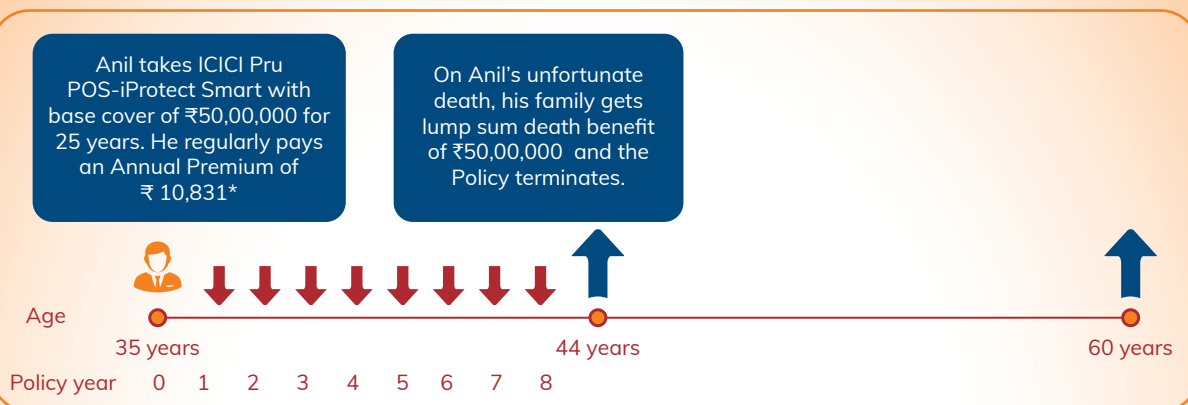 Anil takes ICICI Pru
POS-iProtect Smart with
base cover of ₹50,00,000 for
25 years. He regularly pays
an Annual Premium of
₹ 10,831*
On Anil’s unfortunate
death, his family gets
lump sum death benefit
of ₹50,00,000 and the
Policy terminates.
Age
35 years 44 years 60 years
Policy year 0 1 2 3 4 5 6 7 8